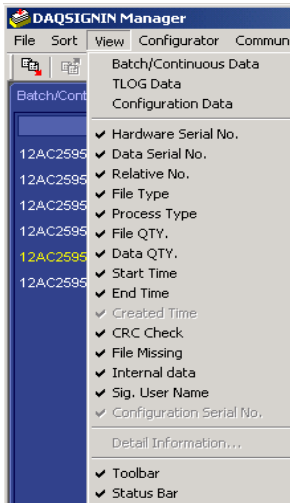 DAQSIGNIN Manager
File Sort View Configurator Commun
Batch/Continuous Data
TLOG Data
Batch/Cont
Configuration Data
Hardware Serial No.
12AC2595
Data Serial No.
Relative No.
12AC2595
File Type
12AC2595
Process Type
File QTY.
12AC2595
Data QTY.
12AC2595
Start Time
End Time
12AC2595
Created Time
CRC Check
File Missing
Internal data
Sig. User Name
Configuration Serial No.
Detail Information...
Toolbar
Status Bar